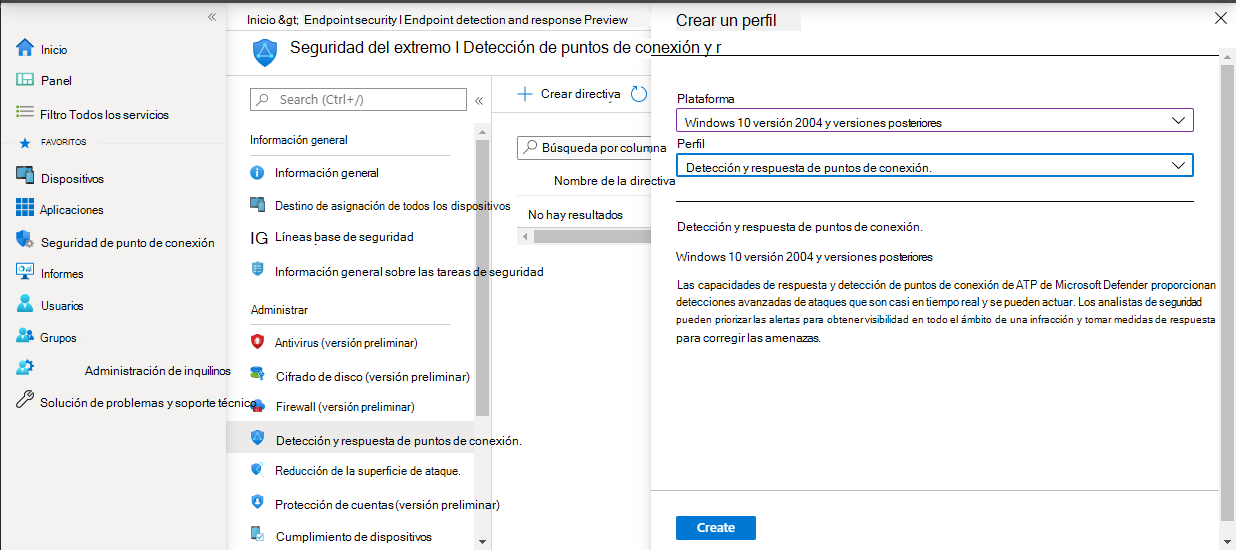 Inicio &gt; Endpoint security l Endpoint detection and response Preview
Seguridad del extremo l Detección de puntos de conexión y r
«
Inicio
Panel
Filtro Todos los servicios
FAVORITOS
Dispositivos
Aplicaciones
Seguridad de punto de conexión
Informes
Usuarios
Grupos
Administración de inquilinos
Solución de problemas y soporte técnico
Search (Ctrl+/)
«
Información general
Información general
Destino de asignación de todos los dispositivos
IG Líneas base de seguridad
Información general sobre las tareas de seguridad
Administrar
Antivirus (versión preliminar)
Cifrado de disco (versión preliminar)
Firewall (versión preliminar)
Detección y respuesta de puntos de conexión.
Reducción de la superficie de ataque.
Protección de cuentas (versión preliminar)
Cumplimiento de dispositivos
Crear directiva
Búsqueda por columna
Nombre de la directiva
No hay resultados
Crear un perfil
Plataforma
Windows 10 versión 2004 y versiones posteriores
Perfil
Detección y respuesta de puntos de conexión.
Detección y respuesta de puntos de conexión.
Windows 10 versión 2004 y versiones posteriores
Las capacidades de respuesta y detección de puntos de conexión de ATP de Microsoft Defender proporcionan
detecciones avanzadas de ataques que son casi en tiempo real y se pueden actuar. Los analistas de seguridad
pueden priorizar las alertas para obtener visibilidad en todo el ámbito de una infracción y tomar medidas de respuesta
para corregir las amenazas.
Create